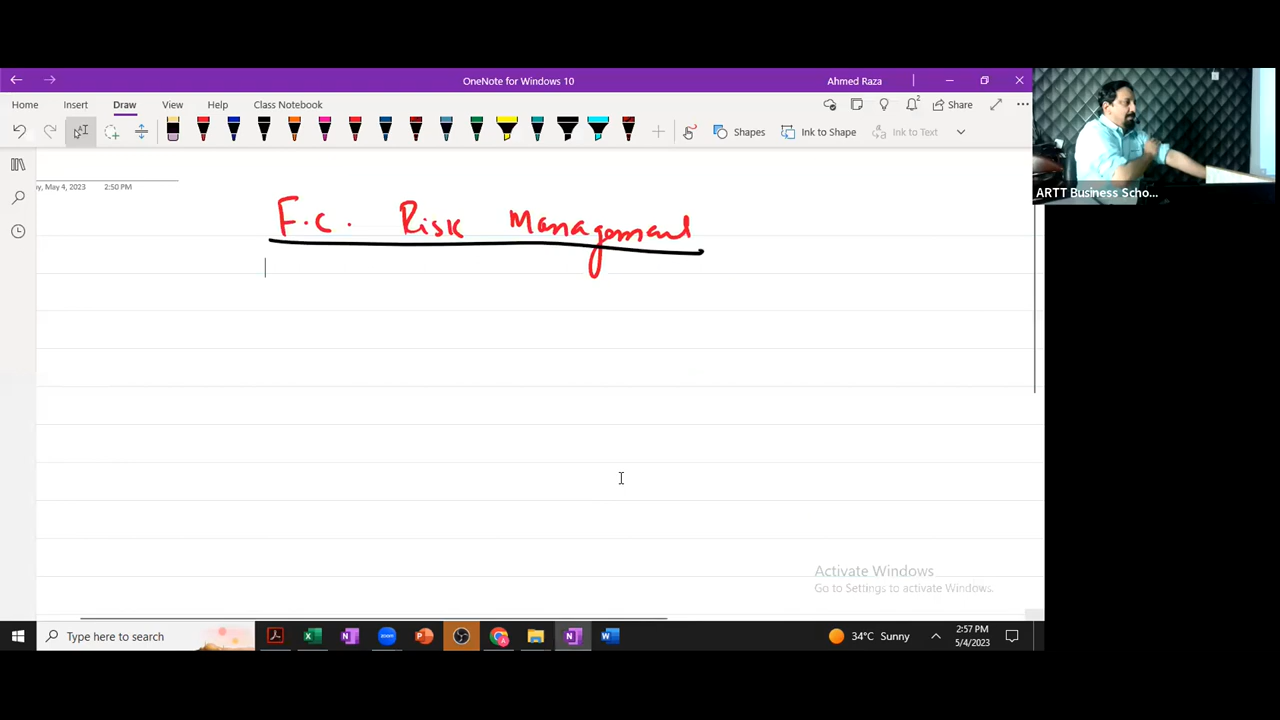 OneNote for Windows 10
Ahmed Raza
Home Insert Draw View Help Class Notebook
Share
Shapes
Ink to Shape
Ink to Text
y, May 4, 2023 2:50 PM
F.C. Risk Management
ARTT Business Scho...
Activate Windows
Go to Settings to activate Windows.
Type here to search
zoom
34°C Sunny
2:57 PM
5/4/2023